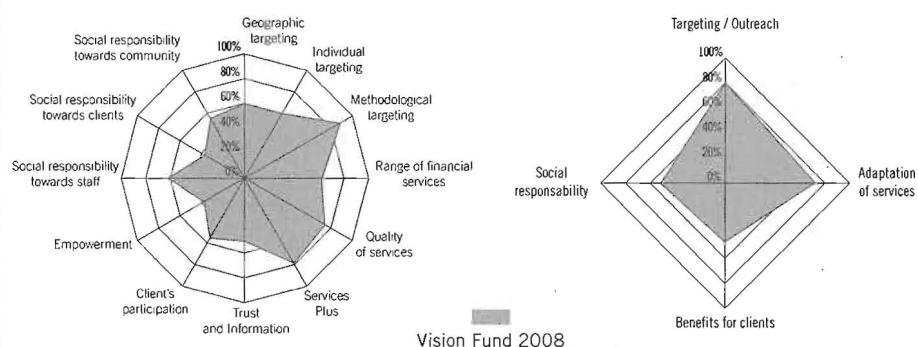 Geographic
targeting
Individual
targeting
Methodological
targeting
Range of financial
services
Quality
of services
Services
Plus
Trust
and Information
Client's
participation
Empowerment
Social responsibility
towards staff
Social responsibility
towards clients
Social responsibility
towards community
100%
80%
60%
40%
20%
0%
Targeting / Outreach
100%
80%
60%
40%
20%
0%
Social
responsability
Adaptation
of services
Benefits for clients
Vision Fund 2008